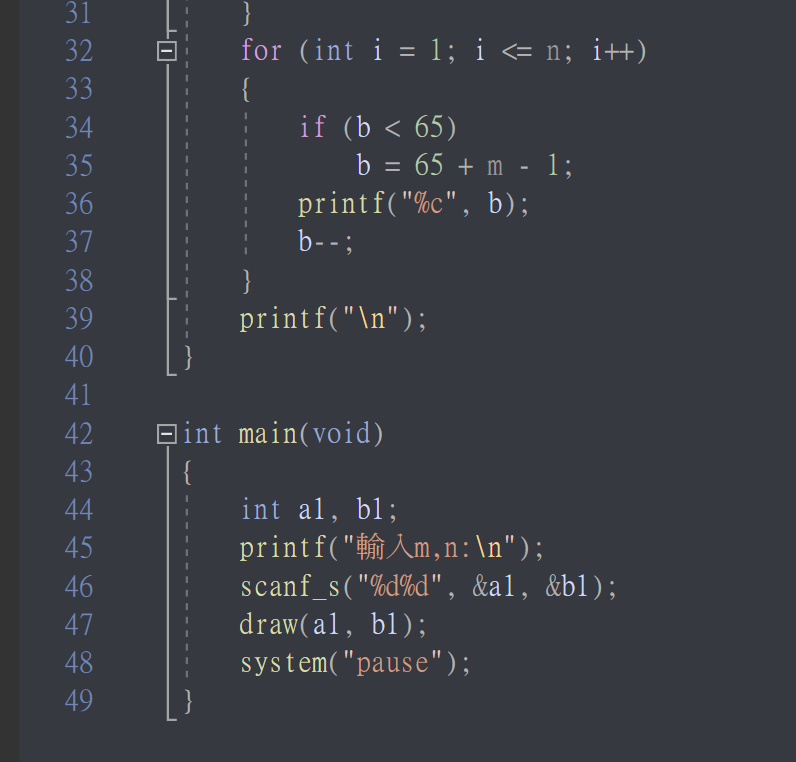 31 }
32 for (int i = 1; i <= n; i++)
33 {
34 if (b < 65)
35 b = 65 + m - 1;
36 printf("%c", b);
37 b--;
38 }
39 printf("\n");
40 }
41
42 int main(void)
43 {
44 int a1, b1;
45 printf("輸入m,n:\n");
46 scanf_s("%d%d", &a1, &b1);
47 draw(a1, b1);
48 system("pause");
49 }